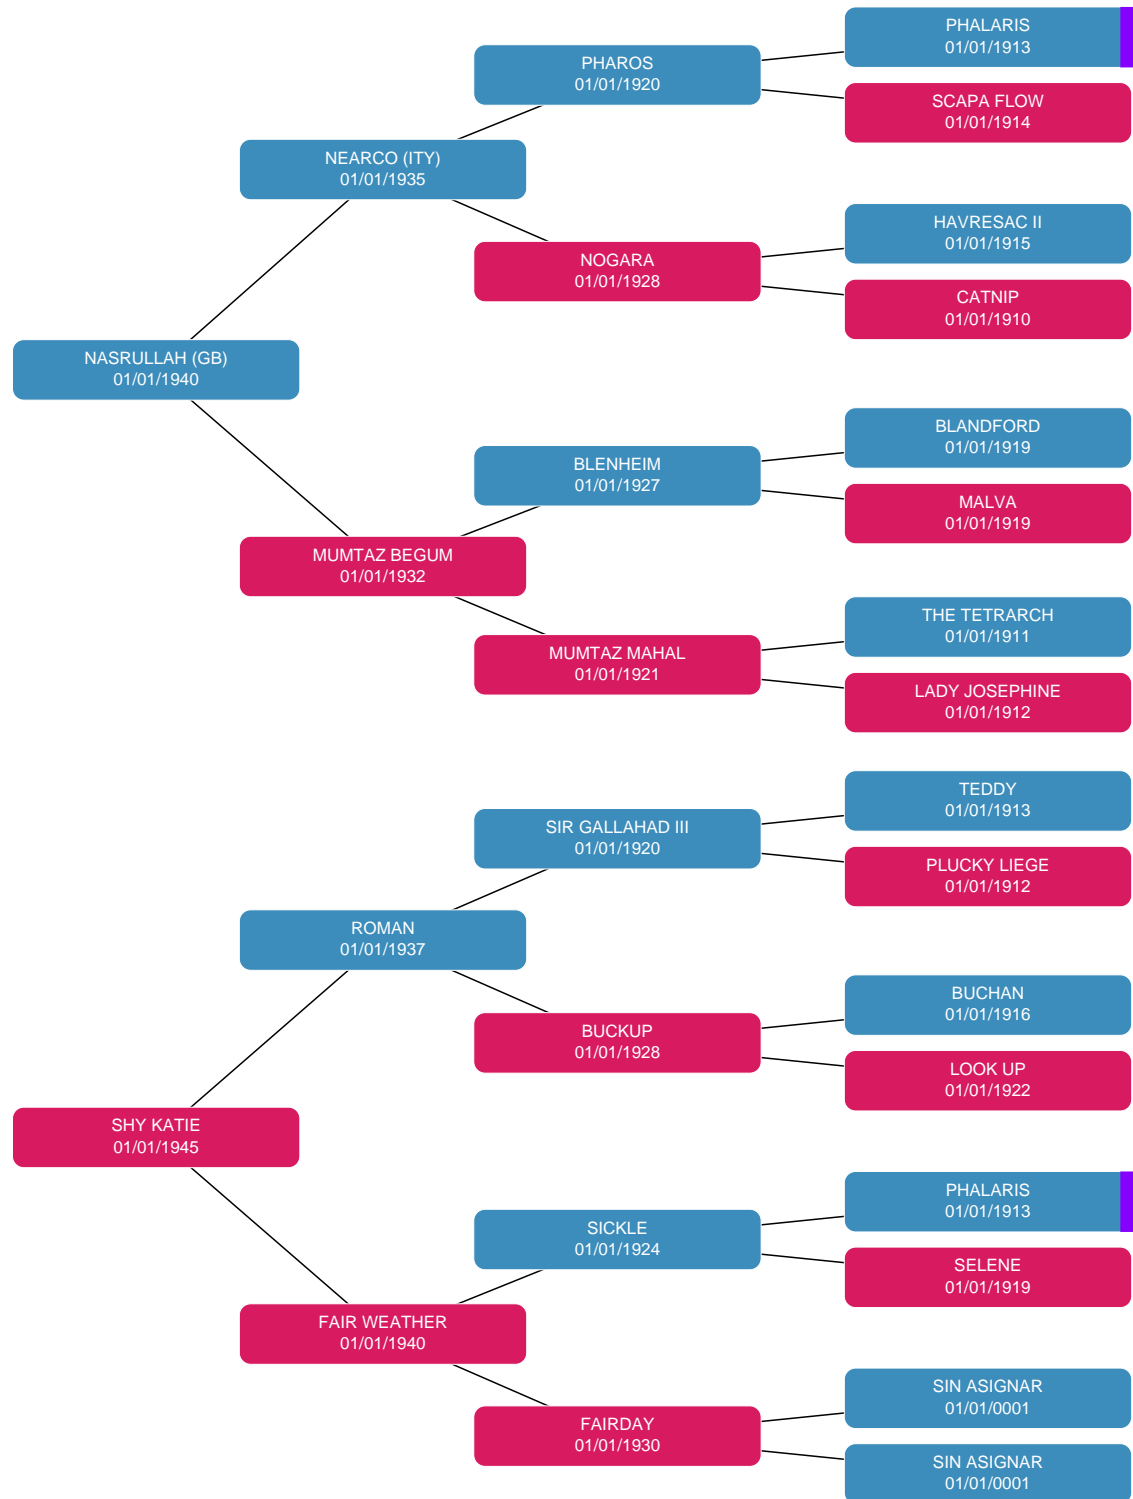 PHALARIS
01/01/1913
PHAROS
01/01/1920
SCAPA FLOW
01/01/1914
NEARCO (ITY)
01/01/1935
HAVRESAC II
01/01/1915
NOGARA
01/01/1928
CATNIP
01/01/1910
NASRULLAH (GB)
01/01/1940
BLANDFORD
01/01/1919
BLENHEIM
01/01/1927
MALVA
01/01/1919
MUMTAZ BEGUM
01/01/1932
THE TETRARCH
01/01/1911
MUMTAZ MAHAL
01/01/1921
LADY JOSEPHINE
01/01/1912
TEDDY
01/01/1913
SIR GALLAHAD III
01/01/1920
PLUCKY LIEGE
01/01/1912
ROMAN
01/01/1937
BUCHAN
01/01/1916
BUCKUP
01/01/1928
LOOK UP
01/01/1922
SHY KATIE
01/01/1945
PHALARIS
01/01/1913
SICKLE
01/01/1924
SELENE
01/01/1919
FAIR WEATHER
01/01/1940
SIN ASIGNAR
01/01/0001
FAIRDAY
01/01/1930
SIN ASIGNAR
01/01/0001